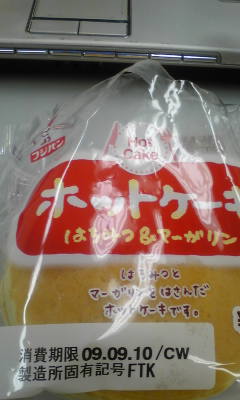 フジパン
Hot
Cake
ホットケーキ
はちみつ&マーガリン
はちみつと
マーガリンをはさんだ
ホットケーキです。
消費期限 09.09.10/CW
製造所固有記号 FTK